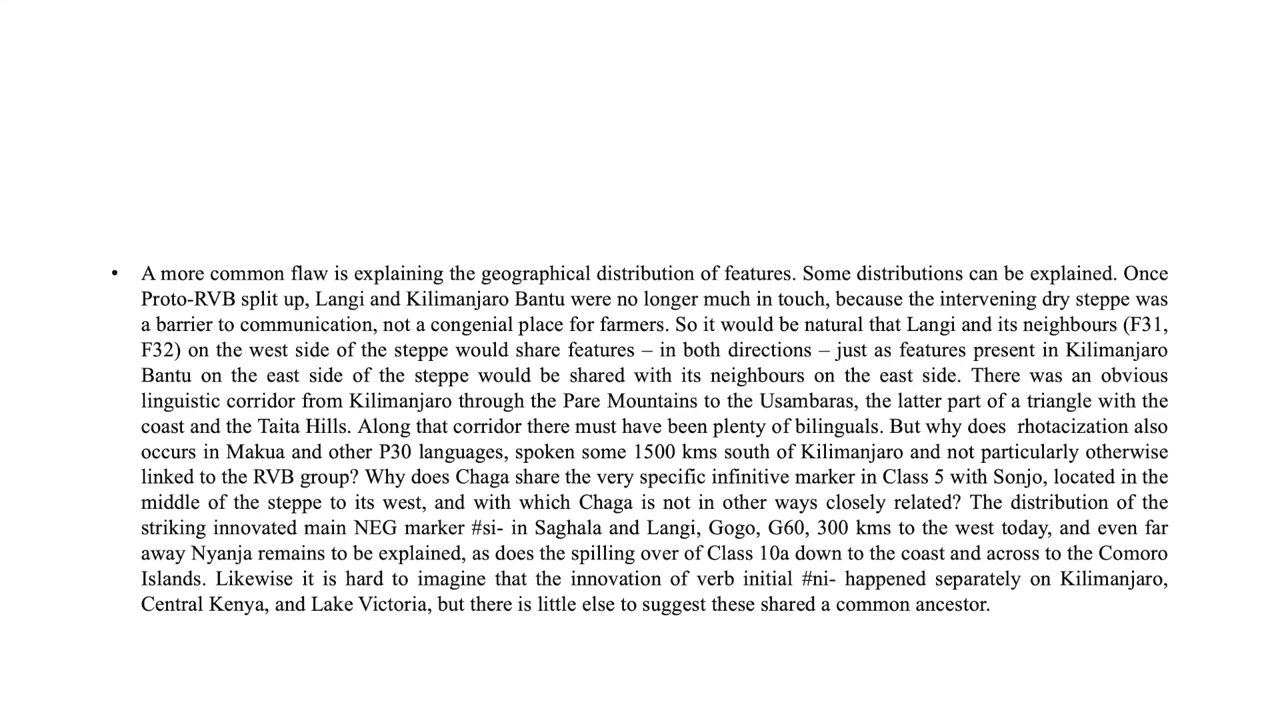 • A more common flaw is explaining the geographical distribution of features. Some distributions can be explained. Once
Proto-RVB split up, Langi and Kilimanjaro Bantu were no longer much in touch, because the intervening dry steppe was
a barrier to communication, not a congenial place for farmers. So it would be natural that Langi and its neighbours (F31,
F32) on the west side of the steppe would share features – in both directions – just as features present in Kilimanjaro
Bantu on the east side of the steppe would be shared with its neighbours on the east side. There was an obvious
linguistic corridor from Kilimanjaro through the Pare Mountains to the Usambaras, the latter part of a triangle with the
coast and the Taita Hills. Along that corridor there must have been plenty of bilinguals. But why does rhotacization also
occurs in Makua and other P30 languages, spoken some 1500 kms south of Kilimanjaro and not particularly otherwise
linked to the RVB group? Why does Chaga share the very specific infinitive marker in Class 5 with Sonjo, located in the
middle of the steppe to its west, and with which Chaga is not in other ways closely related? The distribution of the
striking innovated main NEG marker #si- in Saghala and Langi, Gogo, G60, 300 kms to the west today, and even far
away Nyanja remains to be explained, as does the spilling over of Class 10a down to the coast and across to the Comoro
Islands. Likewise it is hard to imagine that the innovation of verb initial #ni- happened separately on Kilimanjaro,
Central Kenya, and Lake Victoria, but there is little else to suggest these shared a common ancestor.